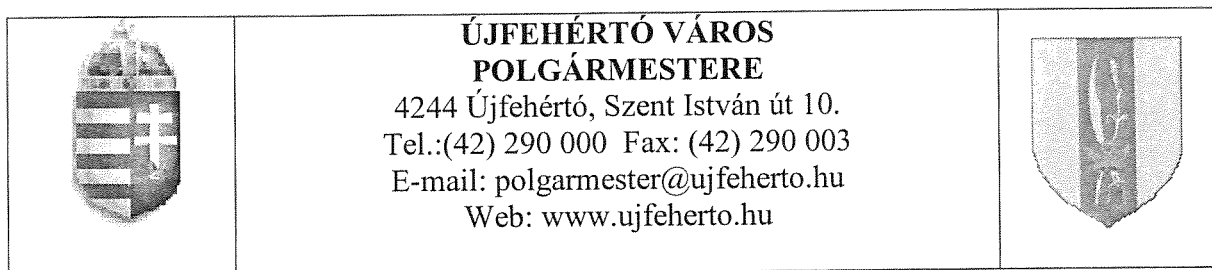 ÚJFEHÉRTÓ VÁROS
POLGÁRMESTERE
4244 Újfehértó, Szent István út 10.
Tel.:(42) 290 000 Fax: (42) 290 003
E-mail: polgarmester@ujfeherto.hu
Web: www.ujfeherto.hu